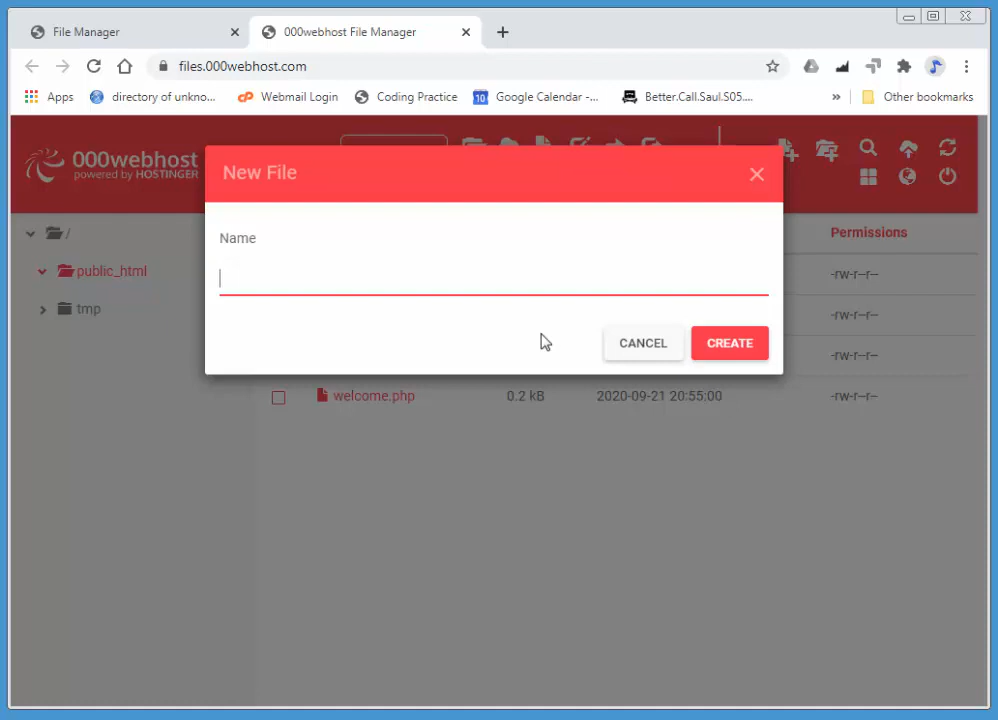 File Manager
000webhost File Manager
files.000webhost.com
Apps
directory of unkno...
Webmail Login
Coding Practice
Google Calendar -...
Better.Call.Saul.S05....
»
Other bookmarks
000webhost
powered by HOSTINGER
New File
Name
CANCEL
CREATE
/
public_html
tmp
Permissions
-rw-r--r--
-rw-r--r--
-rw-r--r--
welcome.php 0.2 kB 2020-09-21 20:55:00 -rw-r--r--